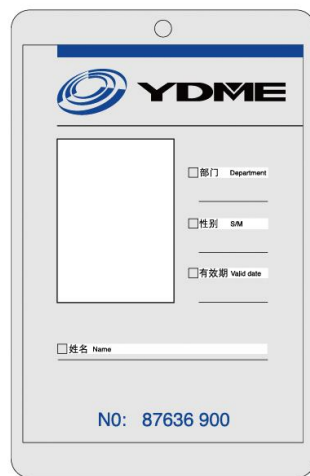 YDME
部门 Department
性别 S/M
有效期 Valid date
姓名 Name
N0: 87636 900